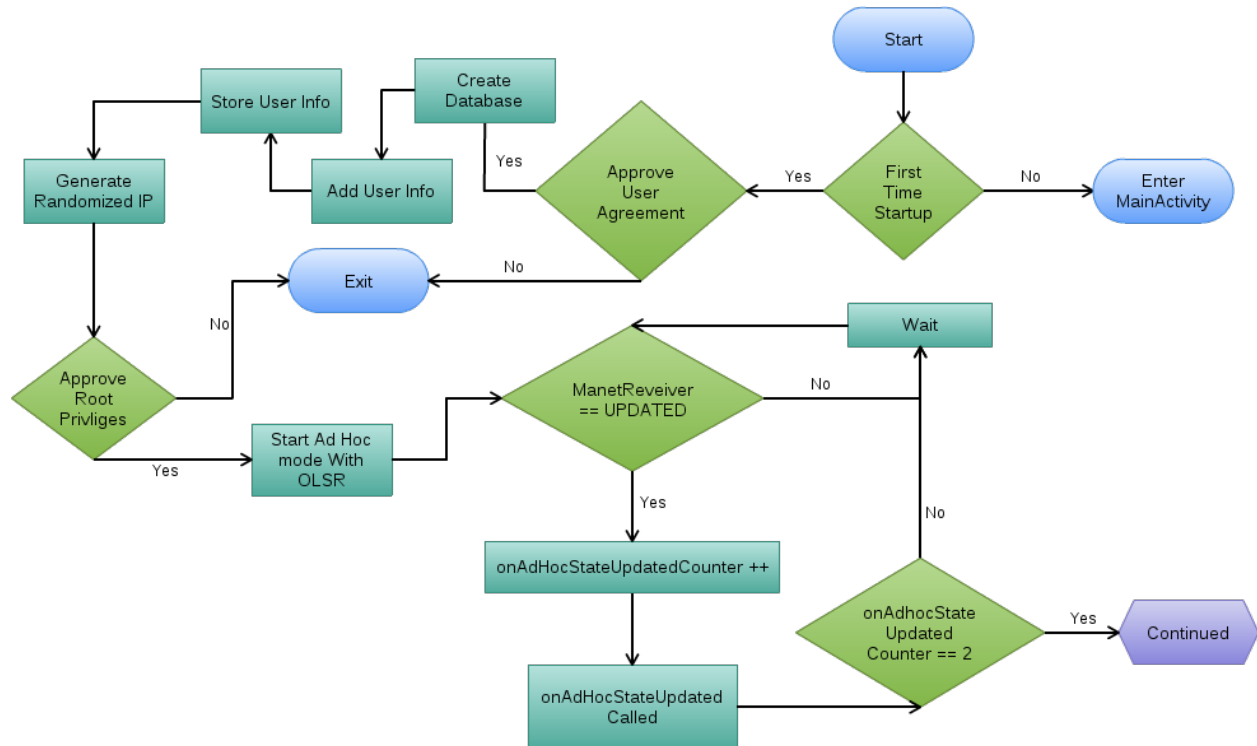 Start
First
Time
Startup
No
Enter
MainActivity
Yes
Approve
User
Agreement
Yes
Create
Database
Add User Info
Store User Info
Generate
Randomized IP
No
Exit
No
Approve
Root
Privliges
Yes
Start Ad Hoc
mode With
OLSR
ManetReveiver
== UPDATED
No
Wait
Yes
onAdHocStateUpdatedCounter ++
onAdHocStateUpdated
Called
onAdhocState
Updated
Counter == 2
No
Yes
Continued